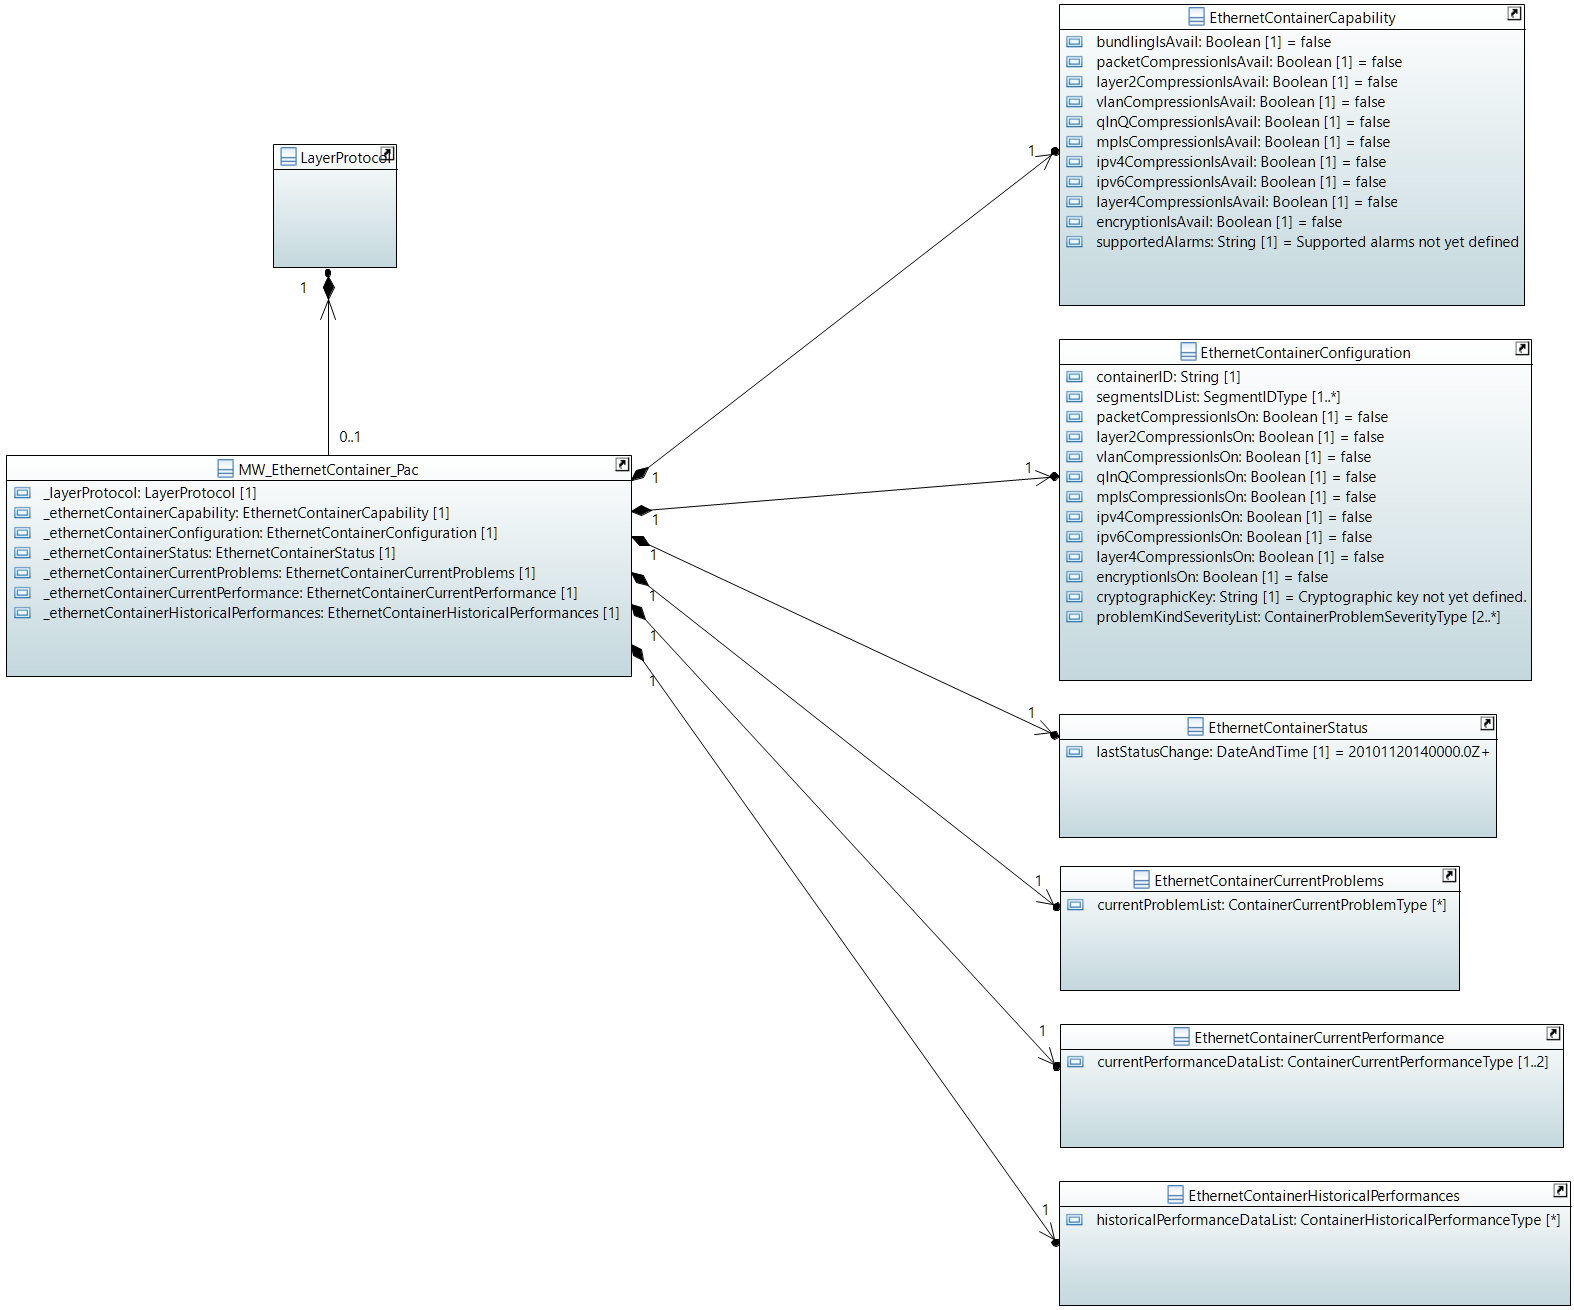 LayerProtocol
1
0..1
MW_EthernetContainer_Pac
_layerProtocol: LayerProtocol [1]
_ethernetContainerCapability: EthernetContainerCapability [1]
_ethernetContainerConfiguration: EthernetContainerConfiguration [1]
_ethernetContainerStatus: EthernetContainerStatus [1]
_ethernetContainerCurrentProblems: EthernetContainerCurrentProblems [1]
_ethernetContainerCurrentPerformance: EthernetContainerCurrentPerformance [1]
_ethernetContainerHistoricalPerformances: EthernetContainerHistoricalPerformances [1]
1
1
1
1
1
1
1
EthernetContainerCapability
bundlingIsAvail: Boolean [1] = false
packetCompressionIsAvail: Boolean [1] = false
layer2CompressionIsAvail: Boolean [1] = false
vlanCompressionIsAvail: Boolean [1] = false
qInQCompressionIsAvail: Boolean [1] = false
mplsCompressionIsAvail: Boolean [1] = false
ipv4CompressionIsAvail: Boolean [1] = false
ipv6CompressionIsAvail: Boolean [1] = false
layer4CompressionIsAvail: Boolean [1] = false
encryptionIsAvail: Boolean [1] = false
supportedAlarms: String [1] = Supported alarms not yet defined
1
EthernetContainerConfiguration
containerID: String [1]
segmentsIDList: SegmentIDType [1..*]
packetCompressionIsOn: Boolean [1] = false
layer2CompressionIsOn: Boolean [1] = false
vlanCompressionIsOn: Boolean [1] = false
qInQCompressionIsOn: Boolean [1] = false
mplsCompressionIsOn: Boolean [1] = false
ipv4CompressionIsOn: Boolean [1] = false
ipv6CompressionIsOn: Boolean [1] = false
layer4CompressionIsOn: Boolean [1] = false
encryptionIsOn: Boolean [1] = false
cryptographicKey: String [1] = Cryptographic key not yet defined.
problemKindSeverityList: ContainerProblemSeverityType [2..*]
1
EthernetContainerStatus
lastStatusChange: DateAndTime [1] = 20101120140000.0Z+
1
EthernetContainerCurrentProblems
currentProblemList: ContainerCurrentProblemType [*]
1
EthernetContainerCurrentPerformance
currentPerformanceDataList: ContainerCurrentPerformanceType [1..2]
1
EthernetContainerHistoricalPerformances
historicalPerformanceDataList: ContainerHistoricalPerformanceType [*]